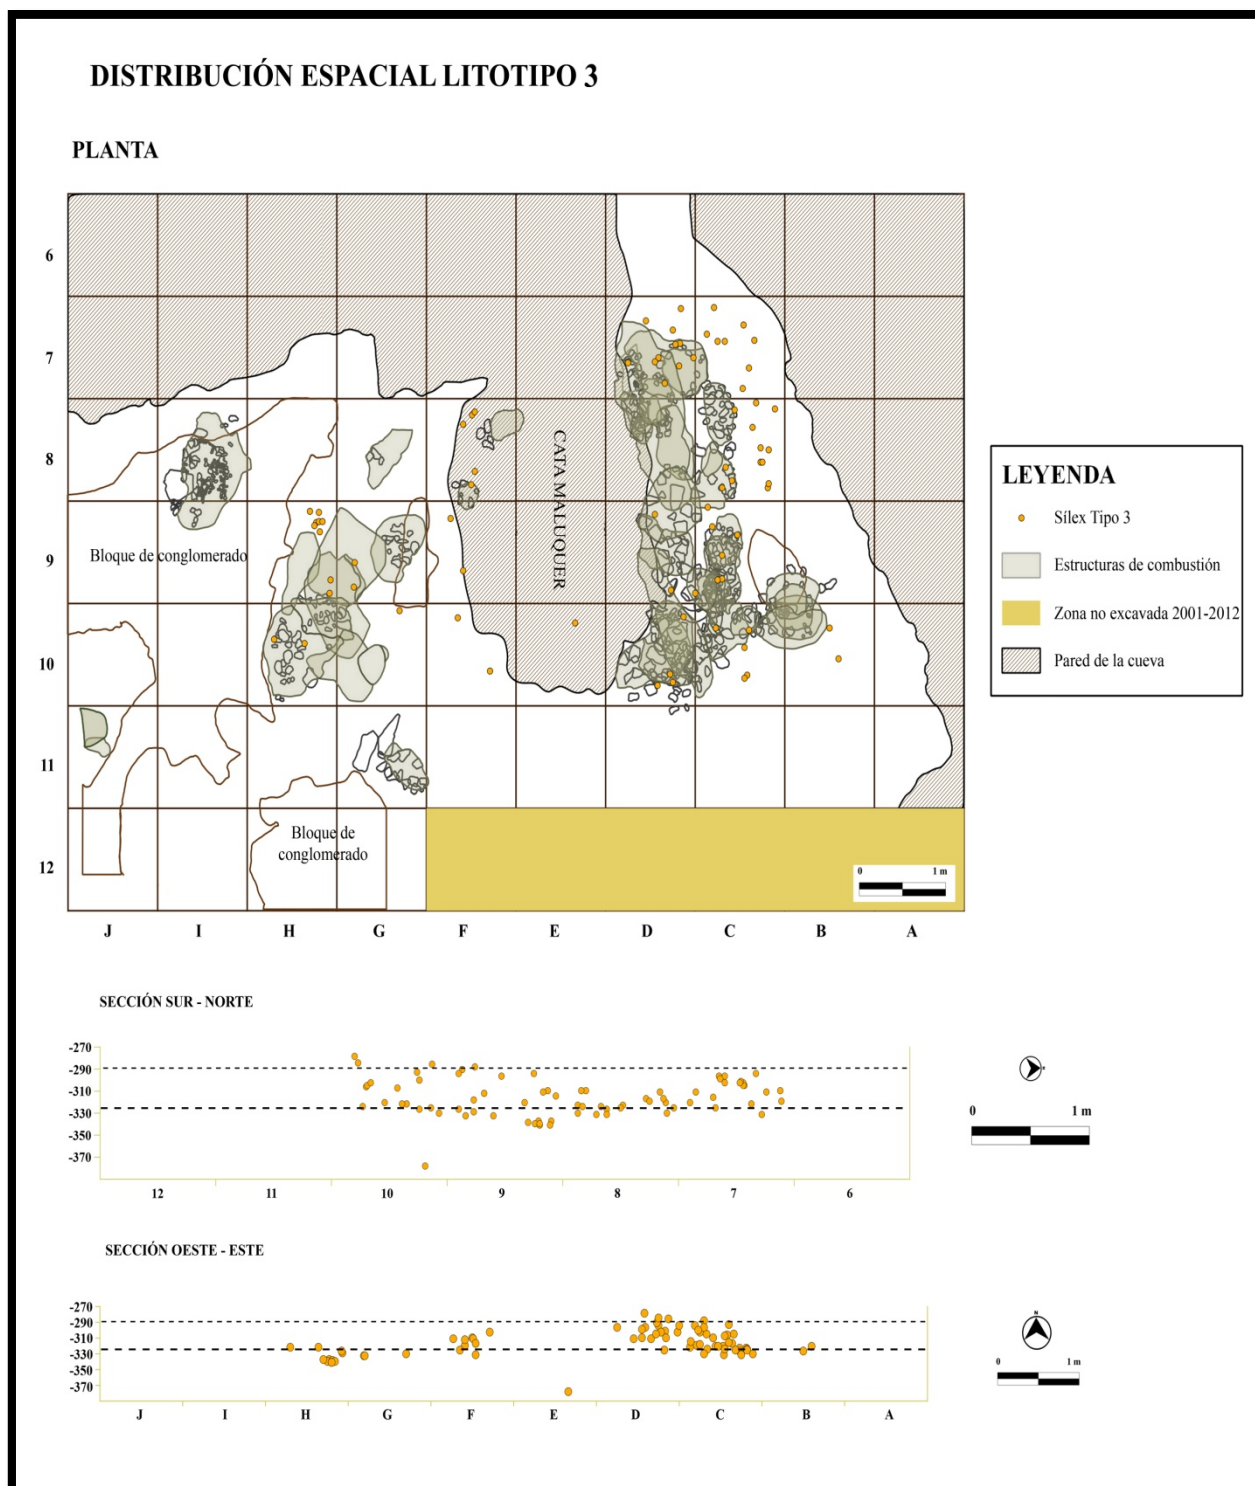 DISTRIBUCIÓN ESPACIAL LITOTIPO 3
PLANTA
6
7
8
9
10
11
12
CATA MALUQUER
Bloque de conglomerado
Bloque de
conglomerado
0 1 m
J I H G F E D C B A
LEYENDA
Sílex Tipo 3
Estructuras de combustión
Zona no excavada 2001-2012
Pared de la cueva
SECCIÓN SUR - NORTE
-270
-290
-310
-330
-350
-370
12 11 10 9 8 7 6
0 1 m
SECCIÓN OESTE - ESTE
-270
-290
-310
-330
-350
-370
J I H G F E D C B A
N
0 1 m